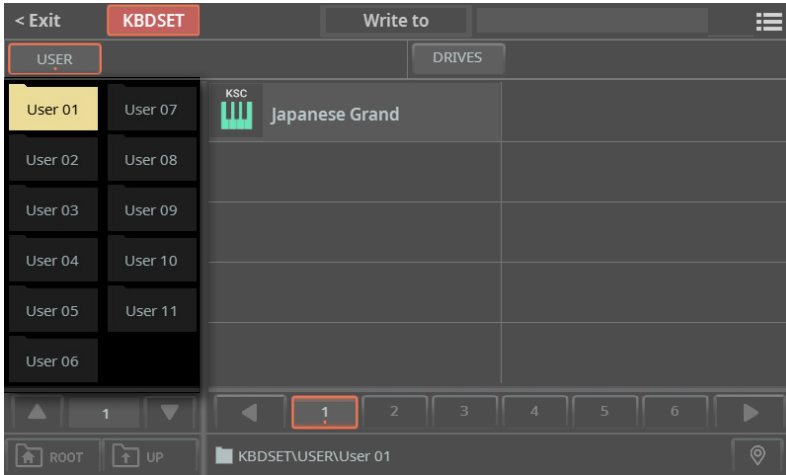 < Exit KBDSET Write to
USER DRIVES
User 01 User 07
KSC
Japanese Grand
User 02 User 08
User 03 User 09
User 04 User 10
User 05 User 11
User 06
1 1 2 3 4 5 6
ROOT UP KBDSET\USER\User 01